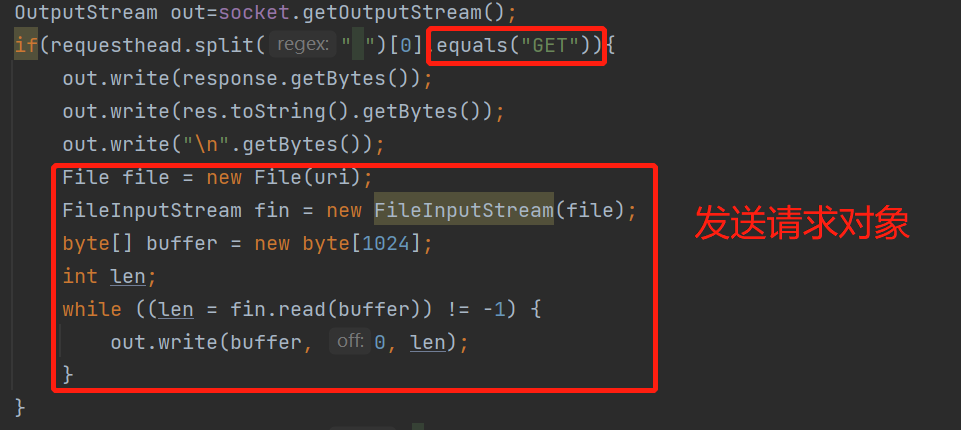 OutputStream out=socket.getOutputStream();
if(requesthead.split( regex: " ")[0].equals("GET")){
out.write(response.getBytes());
out.write(res.toString().getBytes());
out.write("\n".getBytes());
File file = new File(uri);
FileInputStream fin = new FileInputStream(file);
发送请求对象
byte[] buffer = new byte[1024];
int len;
while ((len = fin.read(buffer)) != -1) {
out.write(buffer, off: 0, len);
}
}